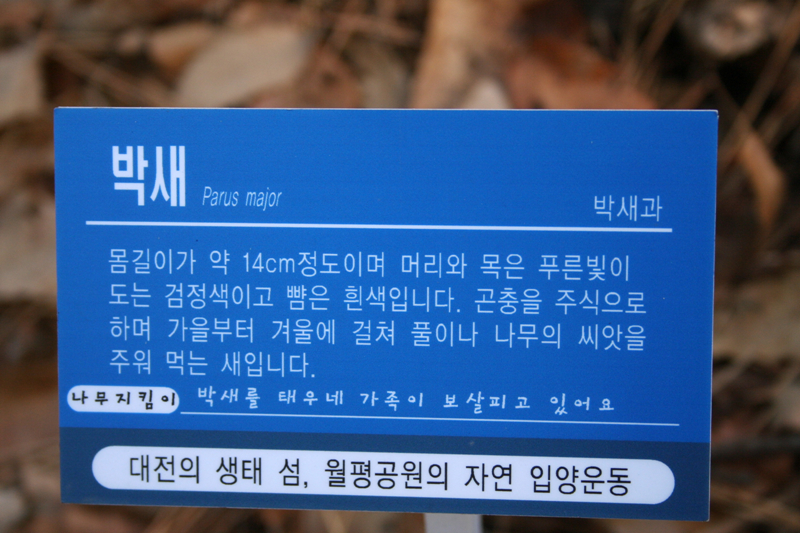 박새 Parus major 박새과
몸길이가 약 14cm정도이며 머리와 목은 푸른빛이
도는 검정색이고 뺨은 흰색입니다. 곤충을 주식으로
하며 가을부터 겨울에 걸쳐 풀이나 나무의 씨앗을
주워 먹는 새입니다.
나무지킴이 박새를 태우네 가족이 보살피고 있어요
대전의 생태 섬, 월평공원의 자연 입양운동